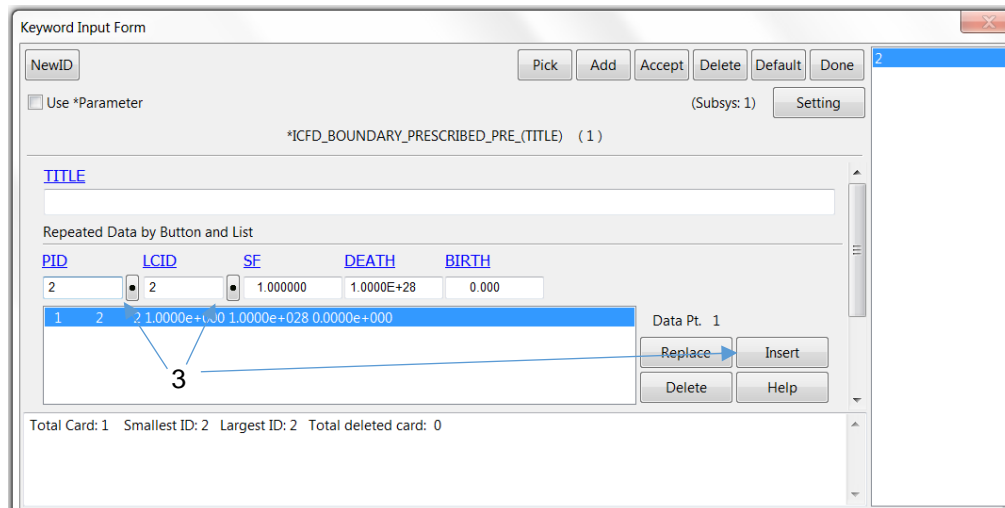 Keyword Input Form
NewID Pick Add Accept Delete Default Done 2
Use *Parameter (Subsys: 1) Setting
*ICFD_BOUNDARY_PRESCRIBED_PRE_(TITLE) (1)
TITLE
Repeated Data by Button and List
PID LCID SF DEATH BIRTH
2 2 1.000000 1.0000E+28 0.000
1 2 2 1.0000e+000 1.0000e+028 0.0000e+000
Data Pt. 1
Replace Insert
3
Delete Help
Total Card: 1 Smallest ID: 2 Largest ID: 2 Total deleted card: 0